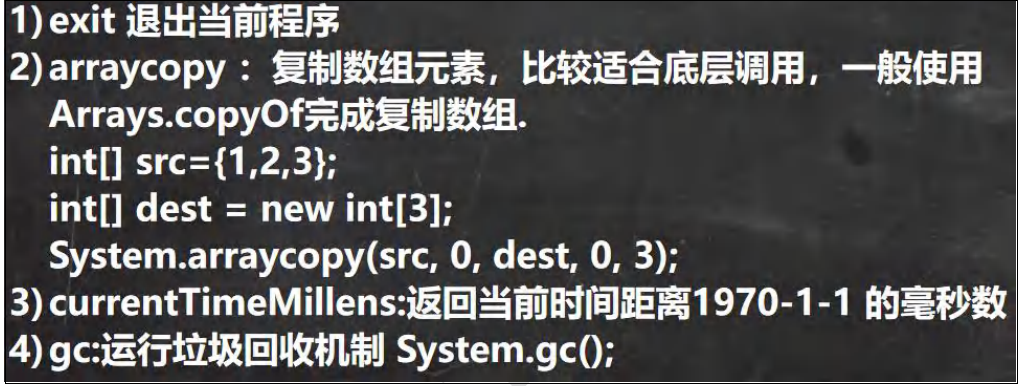 1) exit 退出当前程序
2) arraycopy ：复制数组元素，比较适合底层调用，一般使用
Arrays.copyOf完成复制数组.
int[] src={1,2,3};
int[] dest = new int[3];
System.arraycopy(src, 0, dest, 0, 3);
3) currentTimeMillens:返回当前时间距离1970-1-1 的毫秒数
4) gc:运行垃圾回收机制 System.gc();